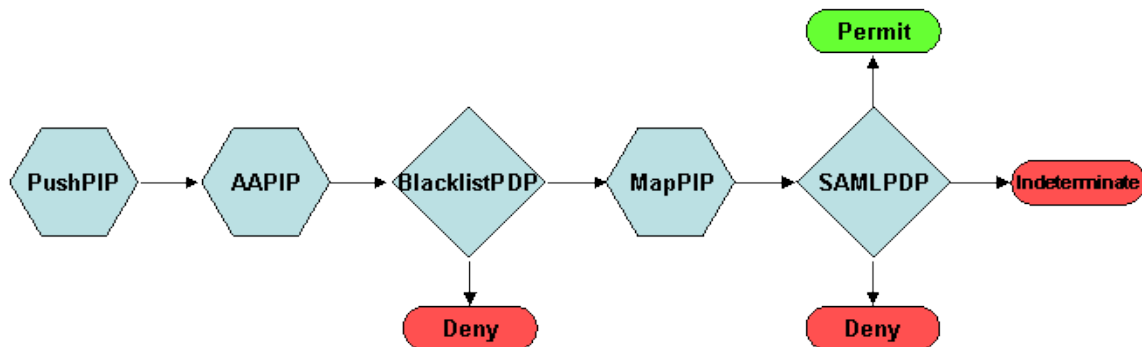 Permit
PushPIP
AAPIP
BlacklistPDP
MapPIP
SAMLPDP
Indeterminate
Deny
Deny